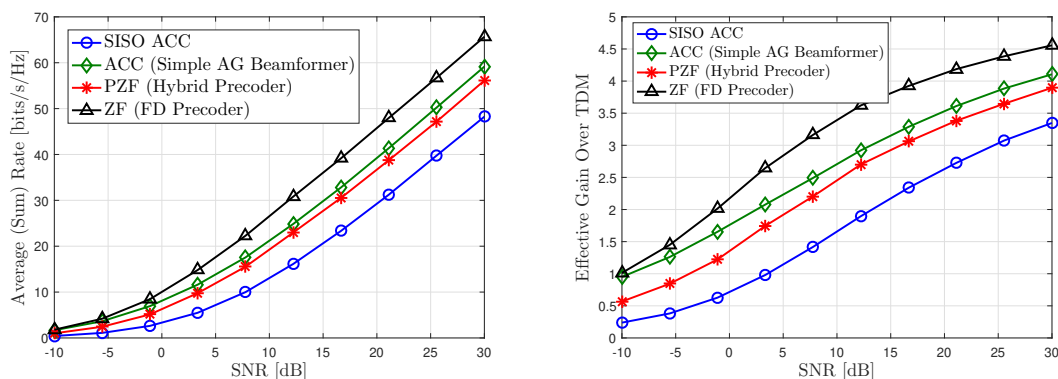 70
60
50
40
30
20
10
0
Average (Sum) Rate [bits/s/Hz]
SISO ACC
ACC (Simple AG Beamformer)
PZF (Hybrid Precoder)
ZF (FD Precoder)
-10 -5 0 5 10 15 20 25 30
SNR [dB]
5
4.5
4
3.5
3
2.5
2
1.5
1
0.5
0
Effective Gain Over TDM
SISO ACC
ACC (Simple AG Beamformer)
PZF (Hybrid Precoder)
ZF (FD Precoder)
-10 -5 0 5 10 15 20 25 30
SNR [dB]